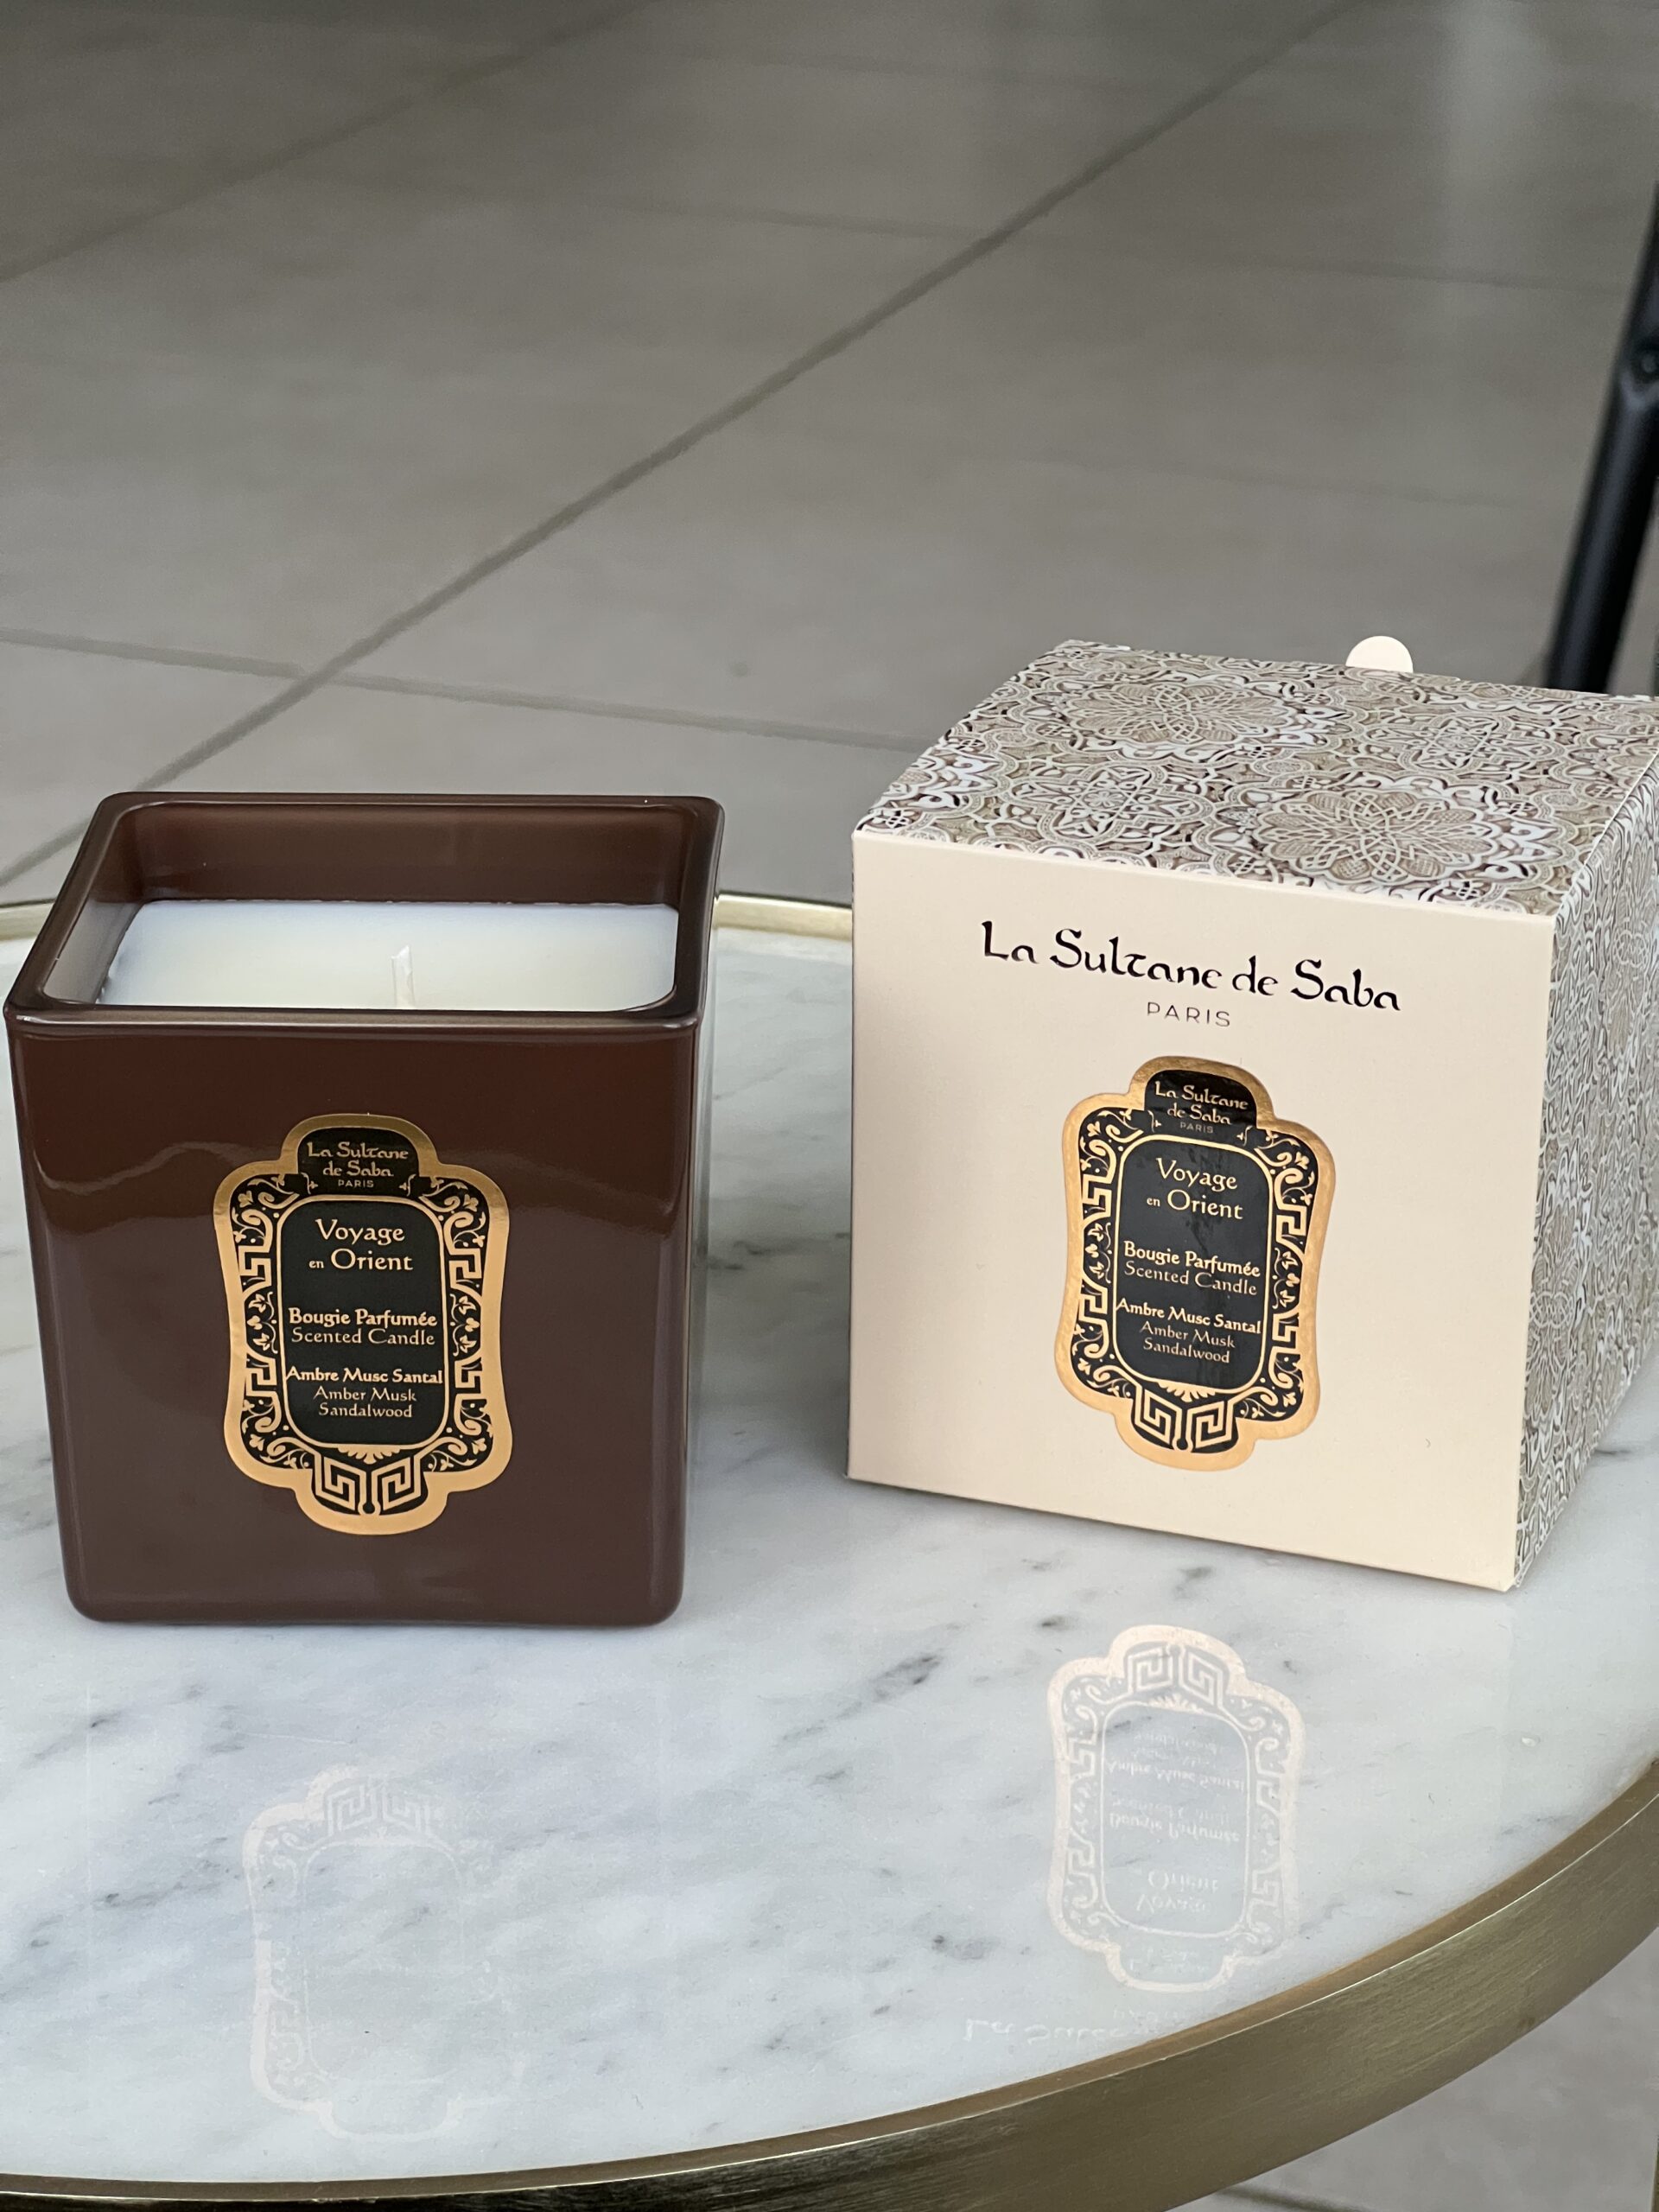 La Sultane
de Saba
PARIS
Voyage
en Orient
Bougie Parfumée
Scented Candle
Ambre Musc Santal
Amber Musk
Sandalwood
La Sultane de Saba
PARIS
La Sultane
de Saba
PARIS
Voyage
en Orient
Bougie Parfumée
Scented Candle
Ambre Musc Santal
Amber Musk
Sandalwood